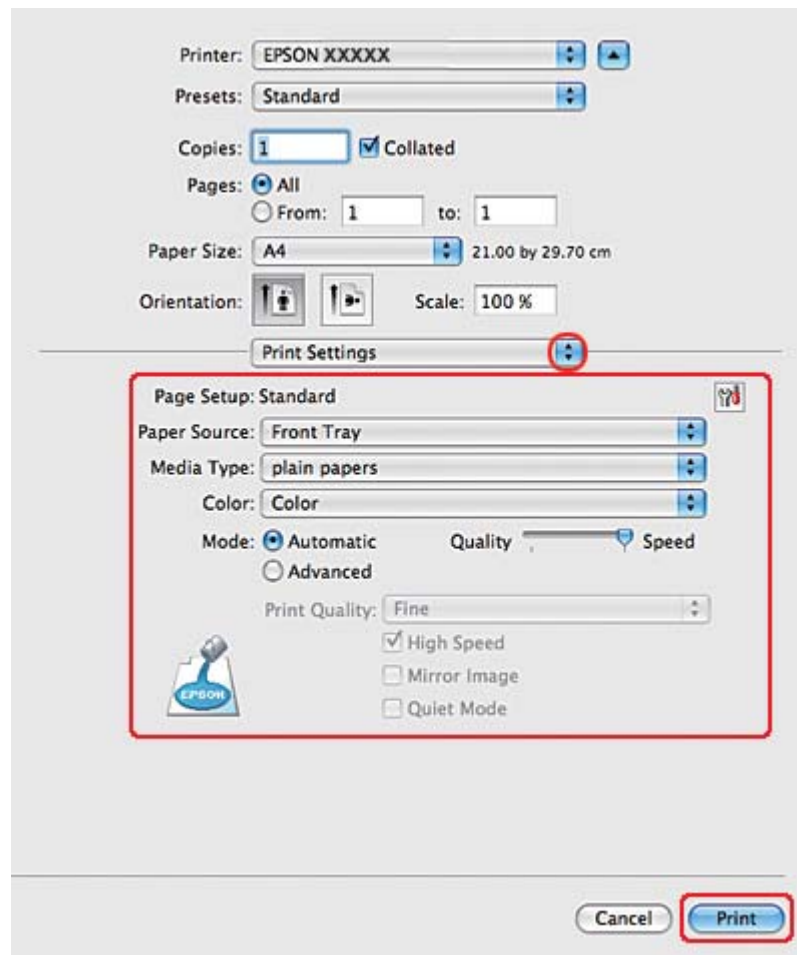 Printer: EPSON XXXXX
Presets: Standard
Copies: 1 Collated
Pages: All
From: 1 to: 1
Paper Size: A4 21.00 by 29.70 cm
Orientation: Scale: 100 %
Print Settings
Page Setup: Standard
Paper Source: Front Tray
Media Type: plain papers
Color: Color
Mode: Automatic Quality Speed
Advanced
Print Quality: Fine
High Speed
Mirror Image
EPSON
Quiet Mode
Cancel Print